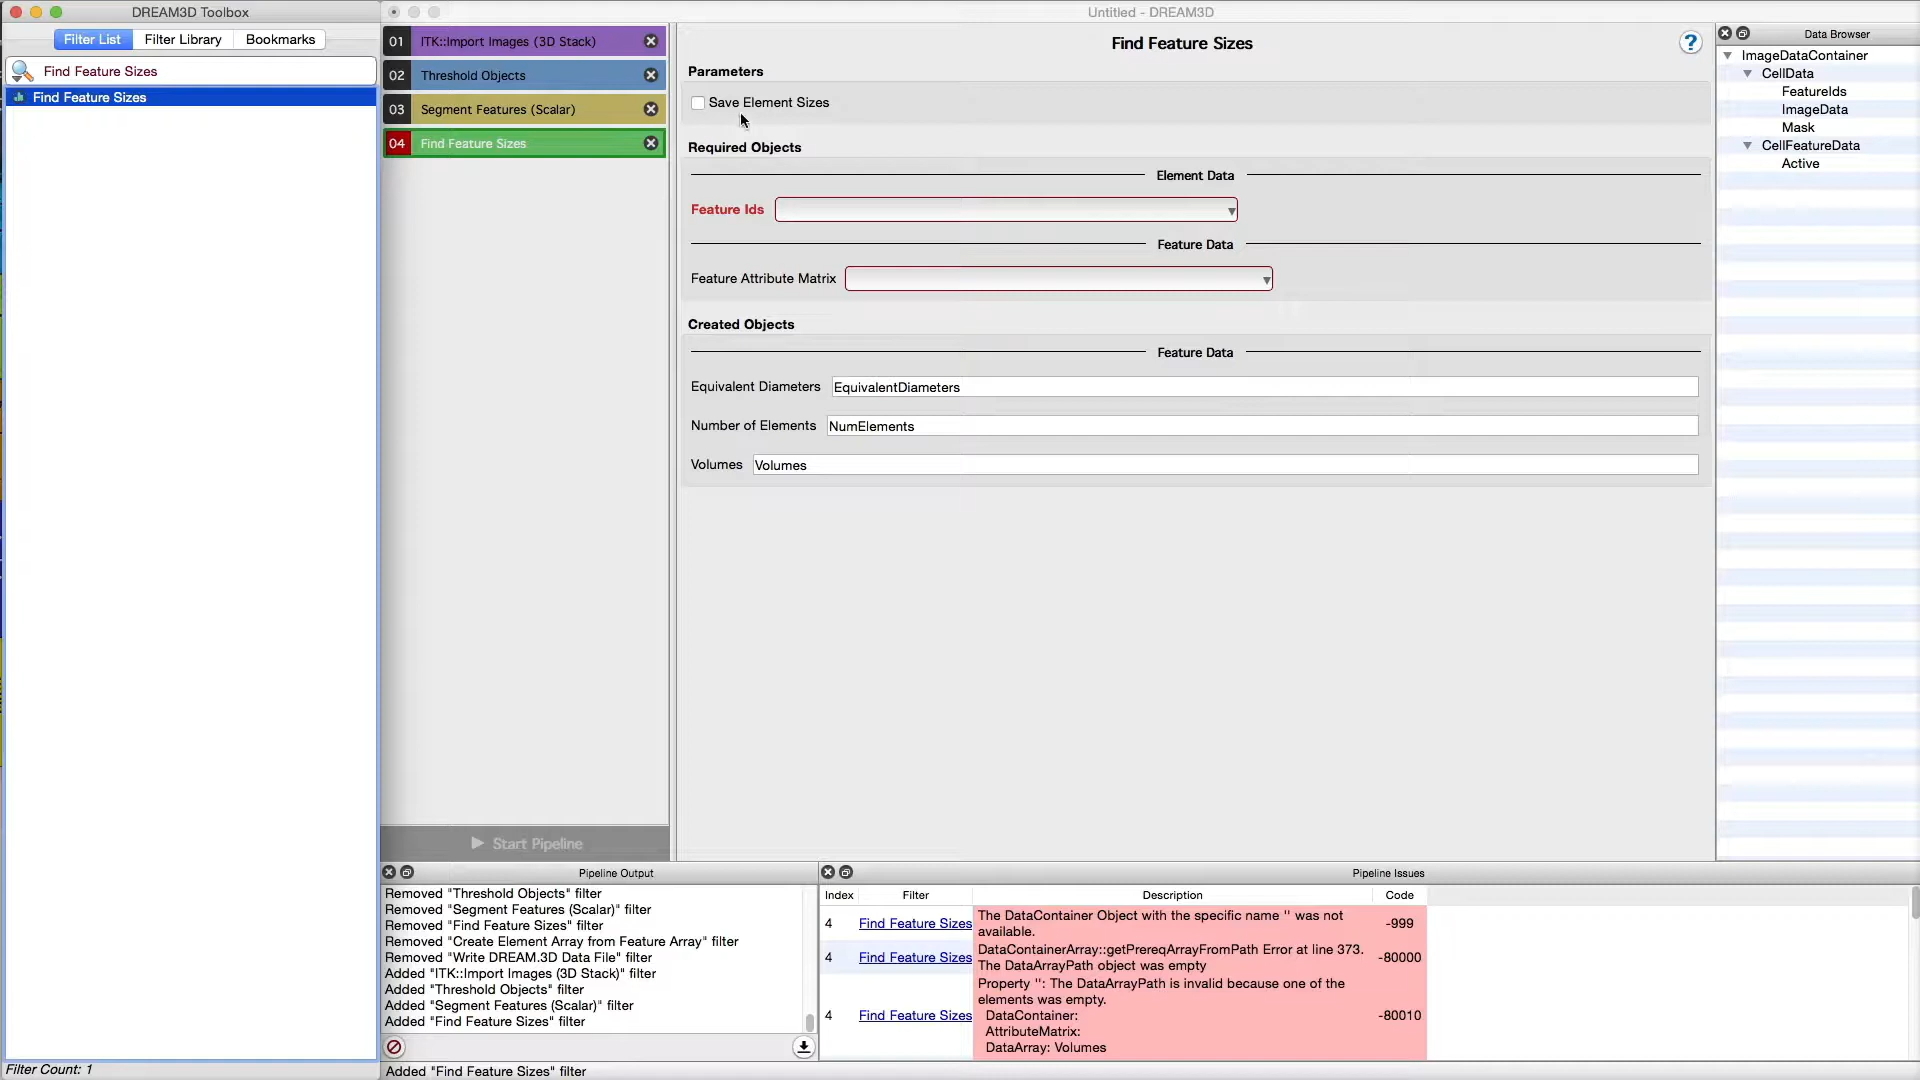 DREAM3D Toolbox
Filter List
Filter Library
Bookmarks
Find Feature Sizes
Find Feature Sizes
Filter Count: 1
Untitled - DREAM3D
01 ITK::Import Images (3D Stack)
02 Threshold Objects
03 Segment Features (Scalar)
04 Find Feature Sizes
Start Pipeline
Find Feature Sizes
?
Parameters
Save Element Sizes
Required Objects
Element Data
Feature Ids
Feature Data
Feature Attribute Matrix
Created Objects
Feature Data
Equivalent Diameters EquivalentDiameters
Number of Elements NumElements
Volumes Volumes
Data Browser
ImageDataContainer
CellData
FeatureIds
ImageData
Mask
CellFeatureData
Active
Pipeline Output
Removed "Threshold Objects" filter
Removed "Segment Features (Scalar)" filter
Removed "Find Feature Sizes" filter
Removed "Create Element Array from Feature Array" filter
Removed "Write DREAM.3D Data File" filter
Added "ITK::Import Images (3D Stack)" filter
Added "Threshold Objects" filter
Added "Segment Features (Scalar)" filter
Added "Find Feature Sizes" filter
Added "Find Feature Sizes" filter
Pipeline Issues
Index Filter Description Code
4 Find Feature Sizes The DataContainer Object with the specific name '' was not -999
available.
4 Find Feature Sizes DataContainerArray::getPrereqArrayFromPath Error at line 373. -80000
The DataArrayPath object was empty
Property '': The DataArrayPath is invalid because one of the
elements was empty.
4 Find Feature Sizes DataContainer: -80010
AttributeMatrix:
DataArray: Volumes